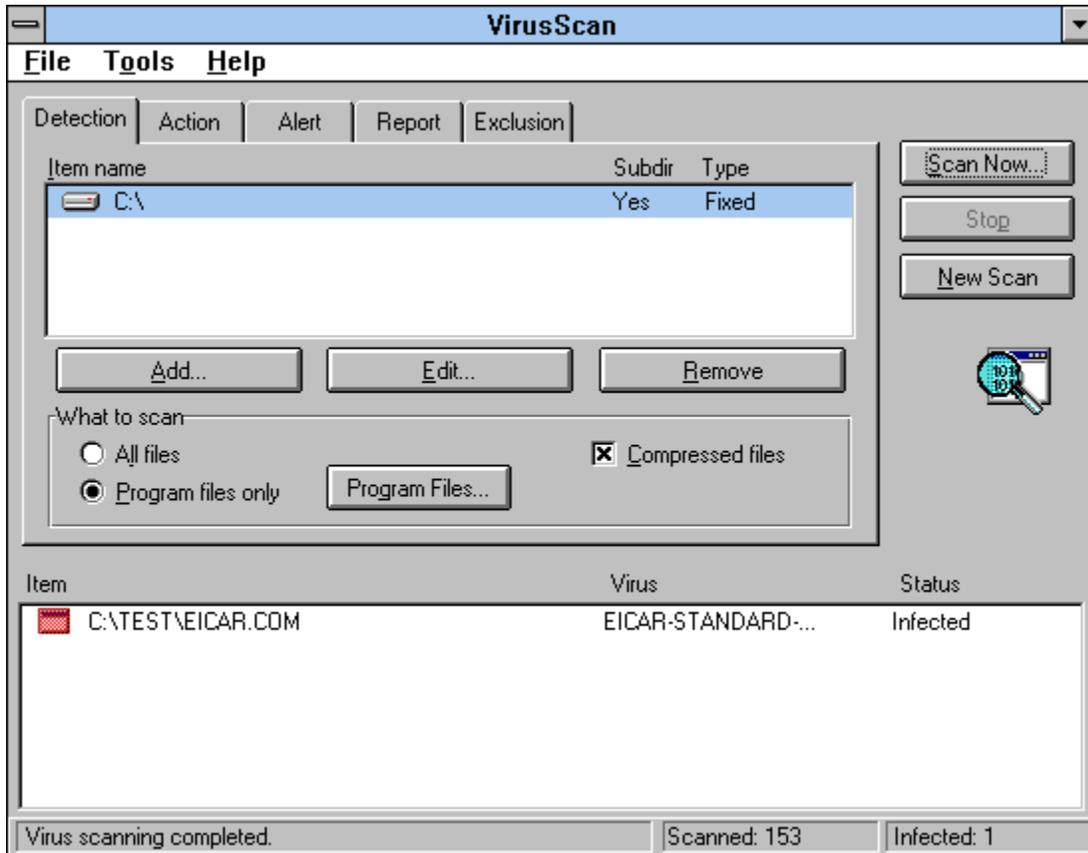 VirusScan
File Tools Help
Detection Action Alert Report Exclusion
Item name Subdir Type
C:\ Yes Fixed
Scan Now...
Stop
New Scan
Add... Edit... Remove
101
101
What to scan
All files
Program files only
Program Files...
Compressed files
Item Virus Status
C:\TEST\EICAR.COM EICAR-STANDARD-... Infected
Virus scanning completed. Scanned: 153 Infected: 1